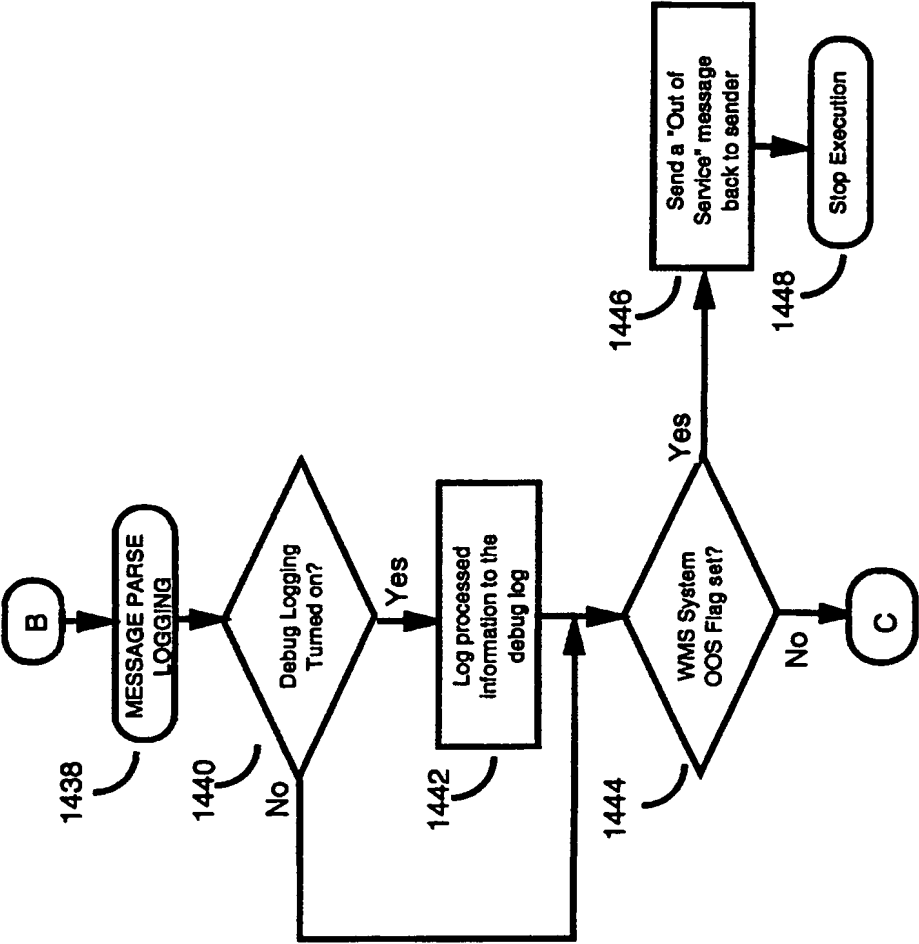 B
1438
MESSAGE PARSE
LOGGING
1440
Debug Logging
Turned on?
No
Yes
1442
Log processed
information to the
debug log
1444
WMS System
OOS Flag set?
Yes
No
C
1446
Send a "Out of
Service" message
back to sender
1448
Stop Execution